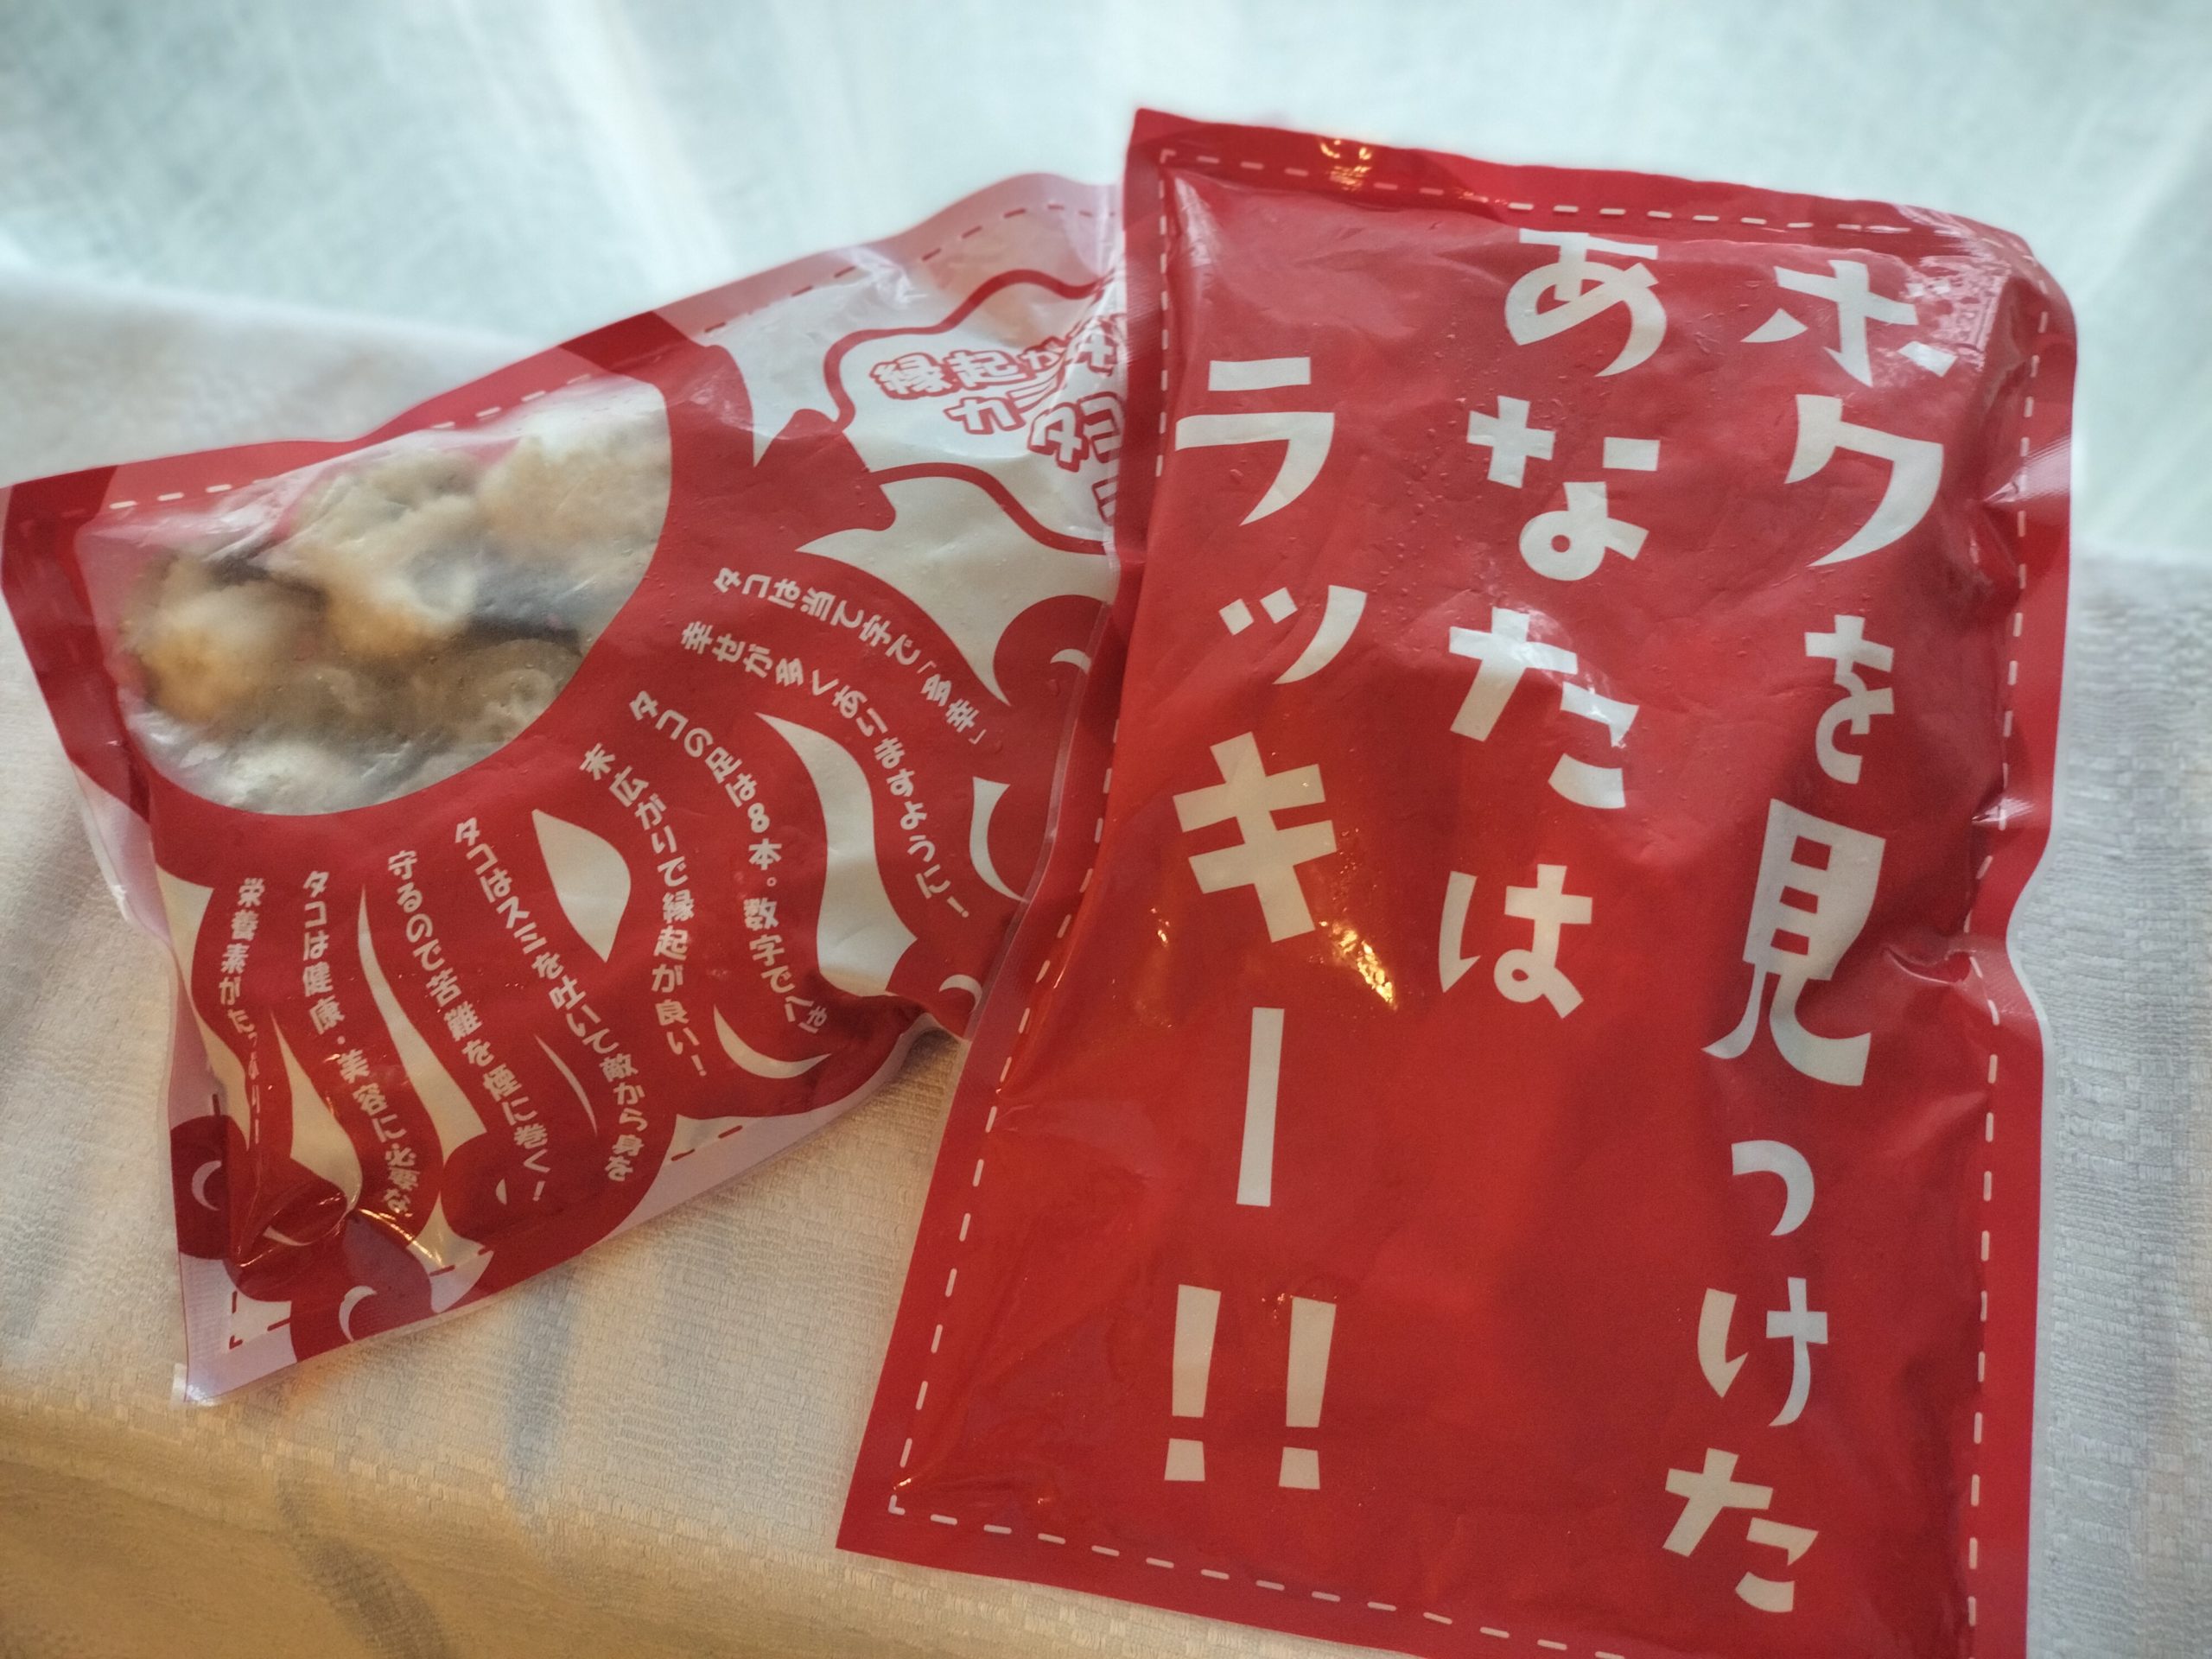 ボクを見つけた
あなたは
ラッキー!!
縁起が
タコは当て字で「多幸」
幸せが多くありますように!
タコの足は8本。数字で八は
末広がりで縁起が良い!
タコはスミを吐いて敵から身を
守るので苦難を煙に巻く!
タコは健康・美容に必要な
栄養素がたっぷり!